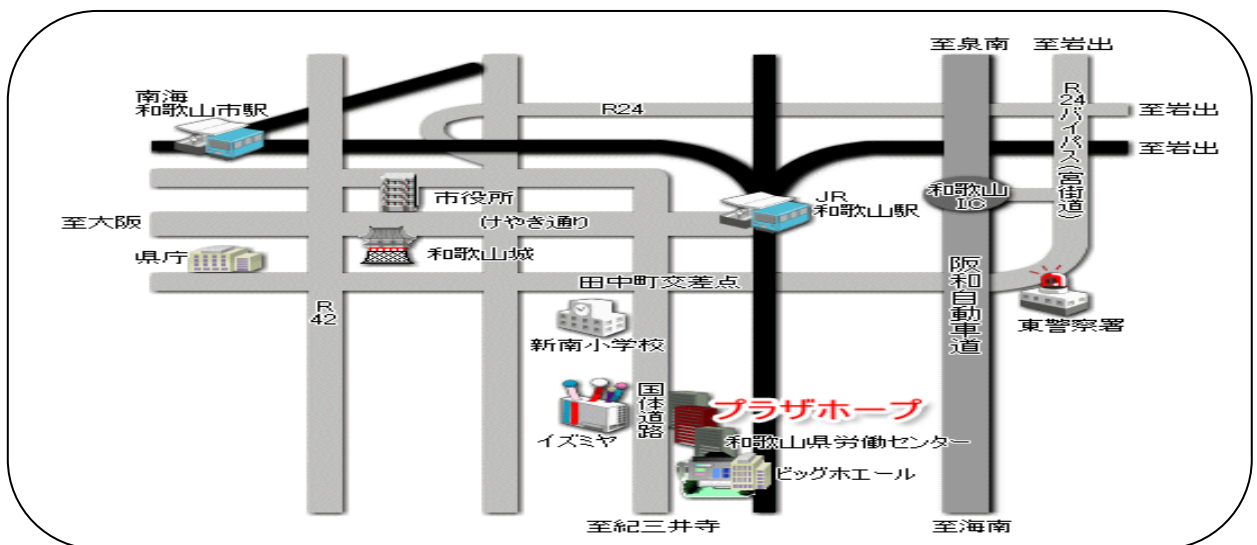 至泉南
至岩出
南海
和歌山市駅
R24
至岩出
R24バイパス(宮街道)
至岩出
市役所
JR
和歌山駅
和歌山
IC
至大阪
けやき通り
県庁
和歌山城
田中町交差点
阪和自動車道
R
42
東警察署
新南小学校
国体道路
プラザホープ
イズミヤ
和歌山県労働センター
ビッグホエール
至紀三井寺
至海南